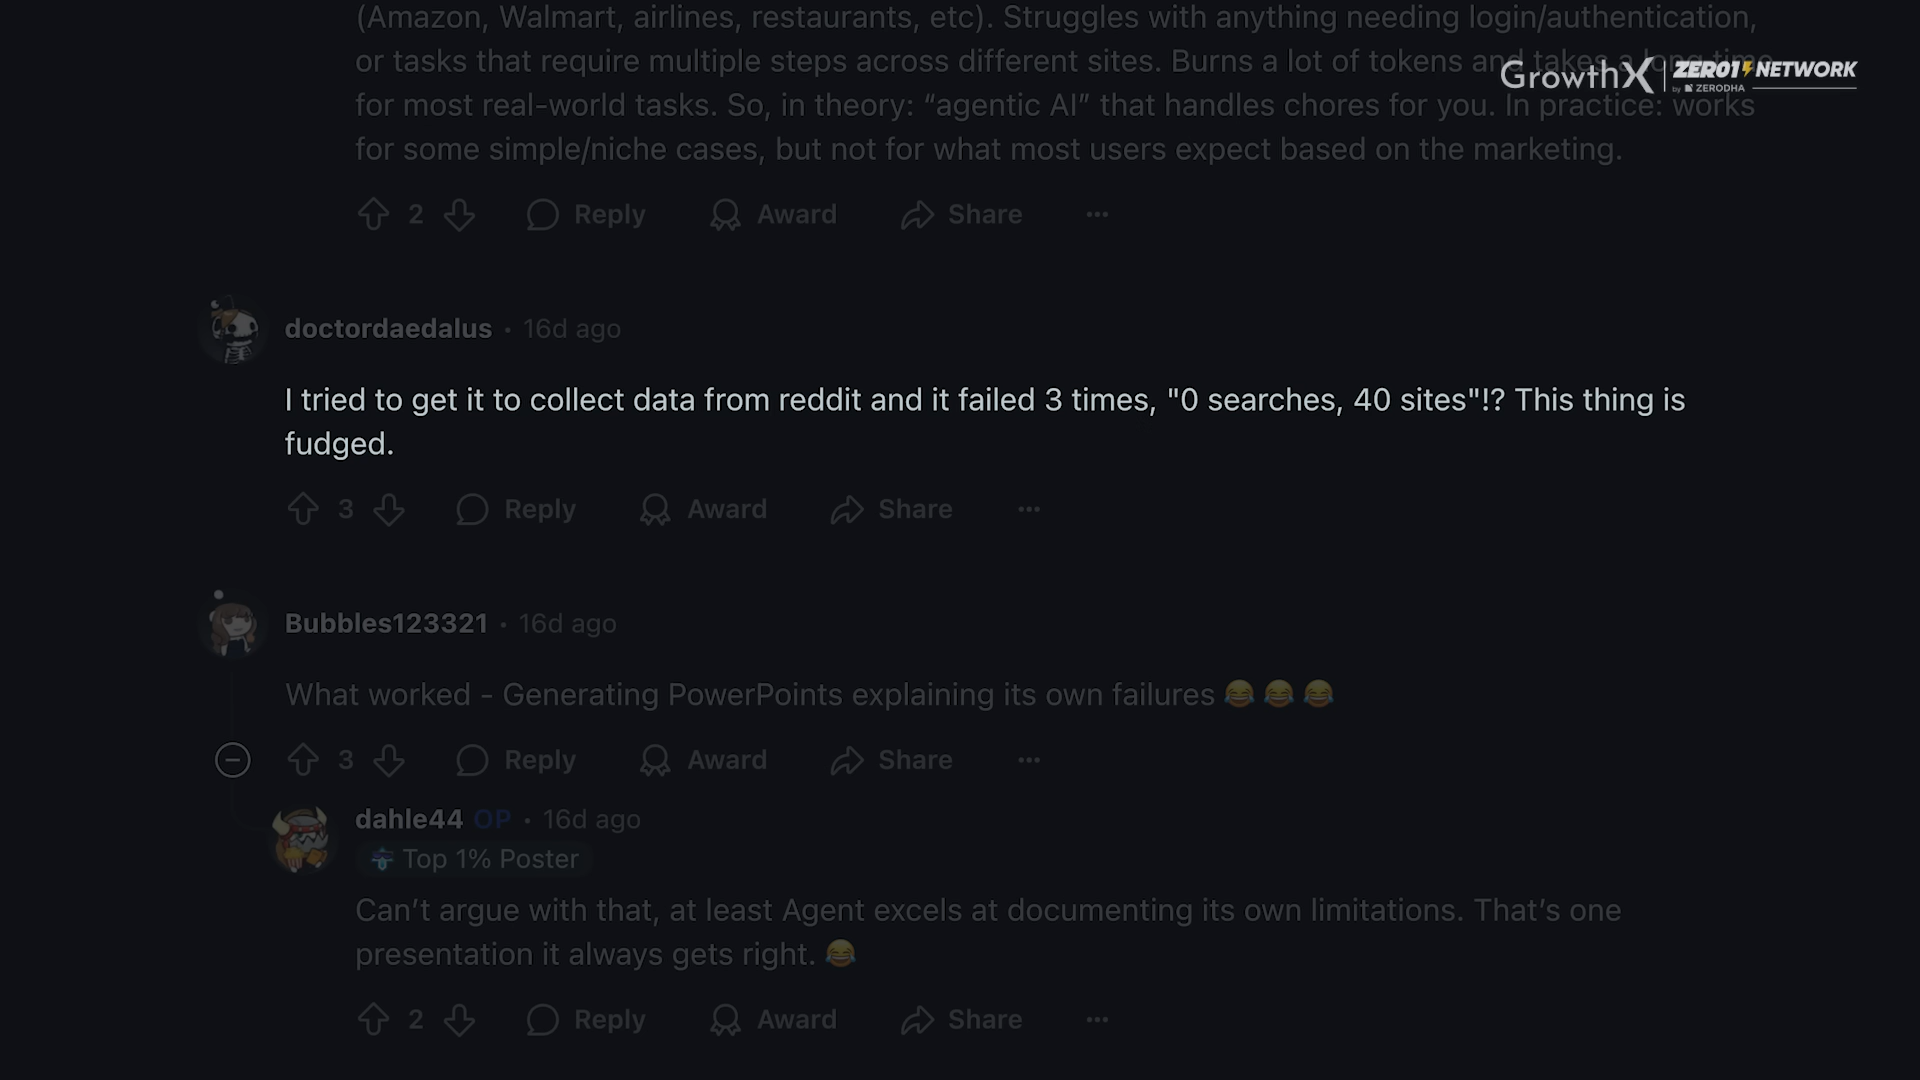 (Amazon, Walmart, airlines, restaurants, etc). Struggles with anything needing login/authentication,
or tasks that require multiple steps across different sites. Burns a lot of tokens and takes a long time
GrowthX | ZERO1 NETWORK
by ZERODHA
for most real-world tasks. So, in theory: “agentic AI” that handles chores for you. In practice: works
for some simple/niche cases, but not for what most users expect based on the marketing.
2 Reply Award Share ...
doctordaedalus • 16d ago
I tried to get it to collect data from reddit and it failed 3 times, "0 searches, 40 sites"!? This thing is
fudged.
3 Reply Award Share ...
Bubbles123321 • 16d ago
What worked - Generating PowerPoints explaining its own failures 😂 😂 😂
3 Reply Award Share ...
dahle44 OP • 16d ago
Top 1% Poster
Can’t argue with that, at least Agent excels at documenting its own limitations. That’s one
presentation it always gets right. 😂
2 Reply Award Share ...